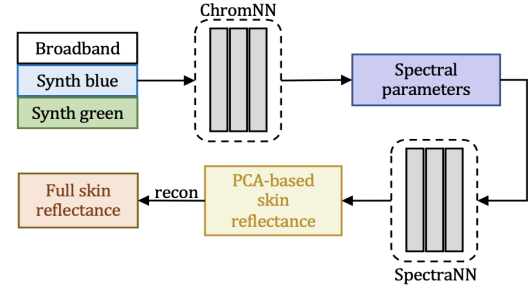 ChromNN
Broadband
Synth blue
Synth green
Spectral
parameters
Full skin
reflectance
recon
PCA-based
skin
reflectance
SpectraNN